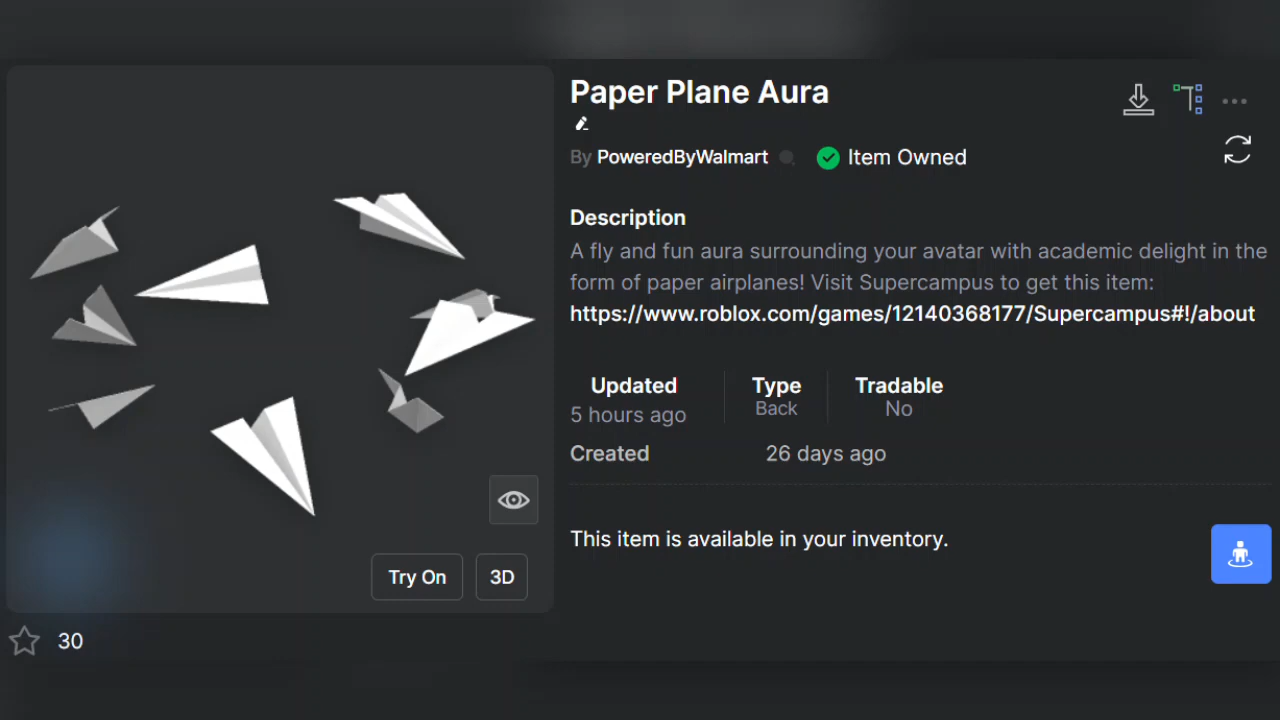 Paper Plane Aura
By PoweredByWalmart Item Owned
Description
A fly and fun aura surrounding your avatar with academic delight in the
form of paper airplanes! Visit Supercampus to get this item:
https://www.roblox.com/games/12140368177/Supercampus#!/about
Updated Type Tradable
5 hours ago Back No
Created 26 days ago
This item is available in your inventory.
Try On 3D
30